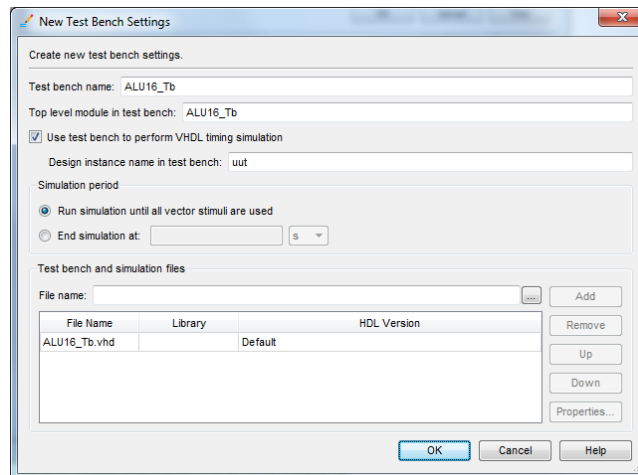 New Test Bench Settings
Create new test bench settings.
Test bench name: ALU16_Tb
Top level module in test bench: ALU16_Tb
Use test bench to perform VHDL timing simulation
Design instance name in test bench: uut
Simulation period
Run simulation until all vector stimuli are used
End simulation at: s
Test bench and simulation files
File name: ... Add
File Name Library HDL Version Remove
ALU16_Tb.vhd Default
Up
Down
Properties...
OK Cancel Help